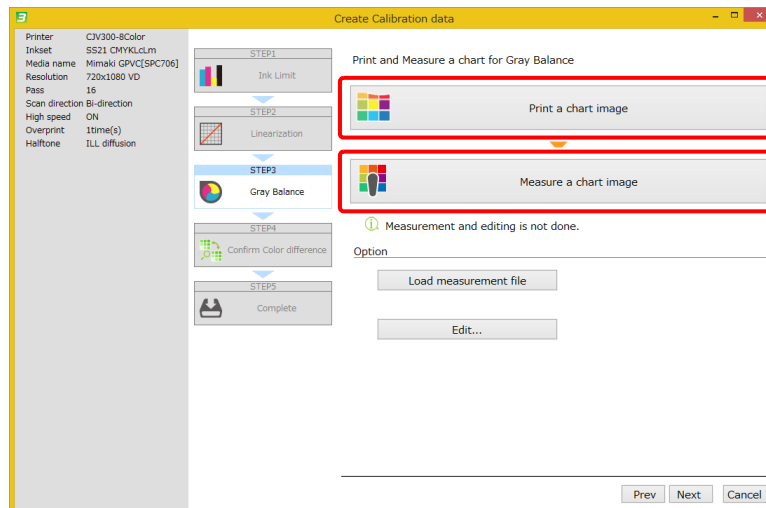 Create Calibration data
Printer CJV300-8Color
Inkset SS21 CMYKLcLm
Media name Mimaki GPVC[SPC706]
Resolution 720x1080 VD
Pass 16
Scan direction Bi-direction
High speed ON
Overprint 1time(s)
Halftone ILL diffusion
STEP1
Ink Limit
STEP2
Linearization
STEP3
Gray Balance
STEP4
Confirm Color difference
STEP5
Complete
Print and Measure a chart for Gray Balance
Print a chart image
Measure a chart image
Measurement and editing is not done.
Option
Load measurement file
Edit...
Prev Next Cancel